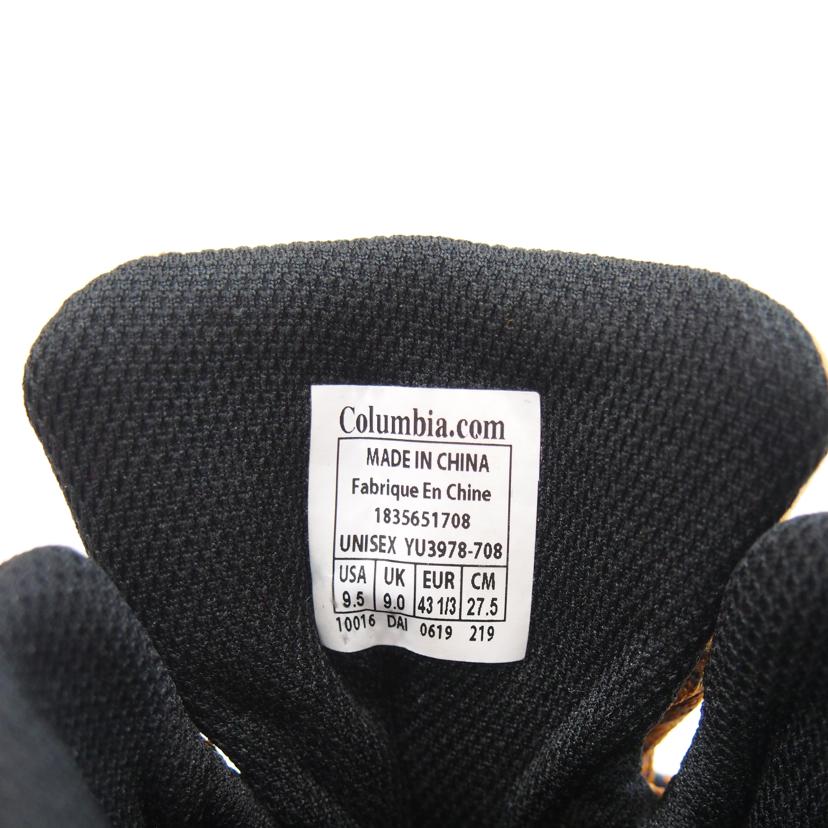 Columbia.com
MADE IN CHINA
Fabrique En Chine
1835651708
UNISEX YU3978-708
USA UK EUR CM
9.5 9.0 43 1/3 27.5
10016 DAI 0619 219